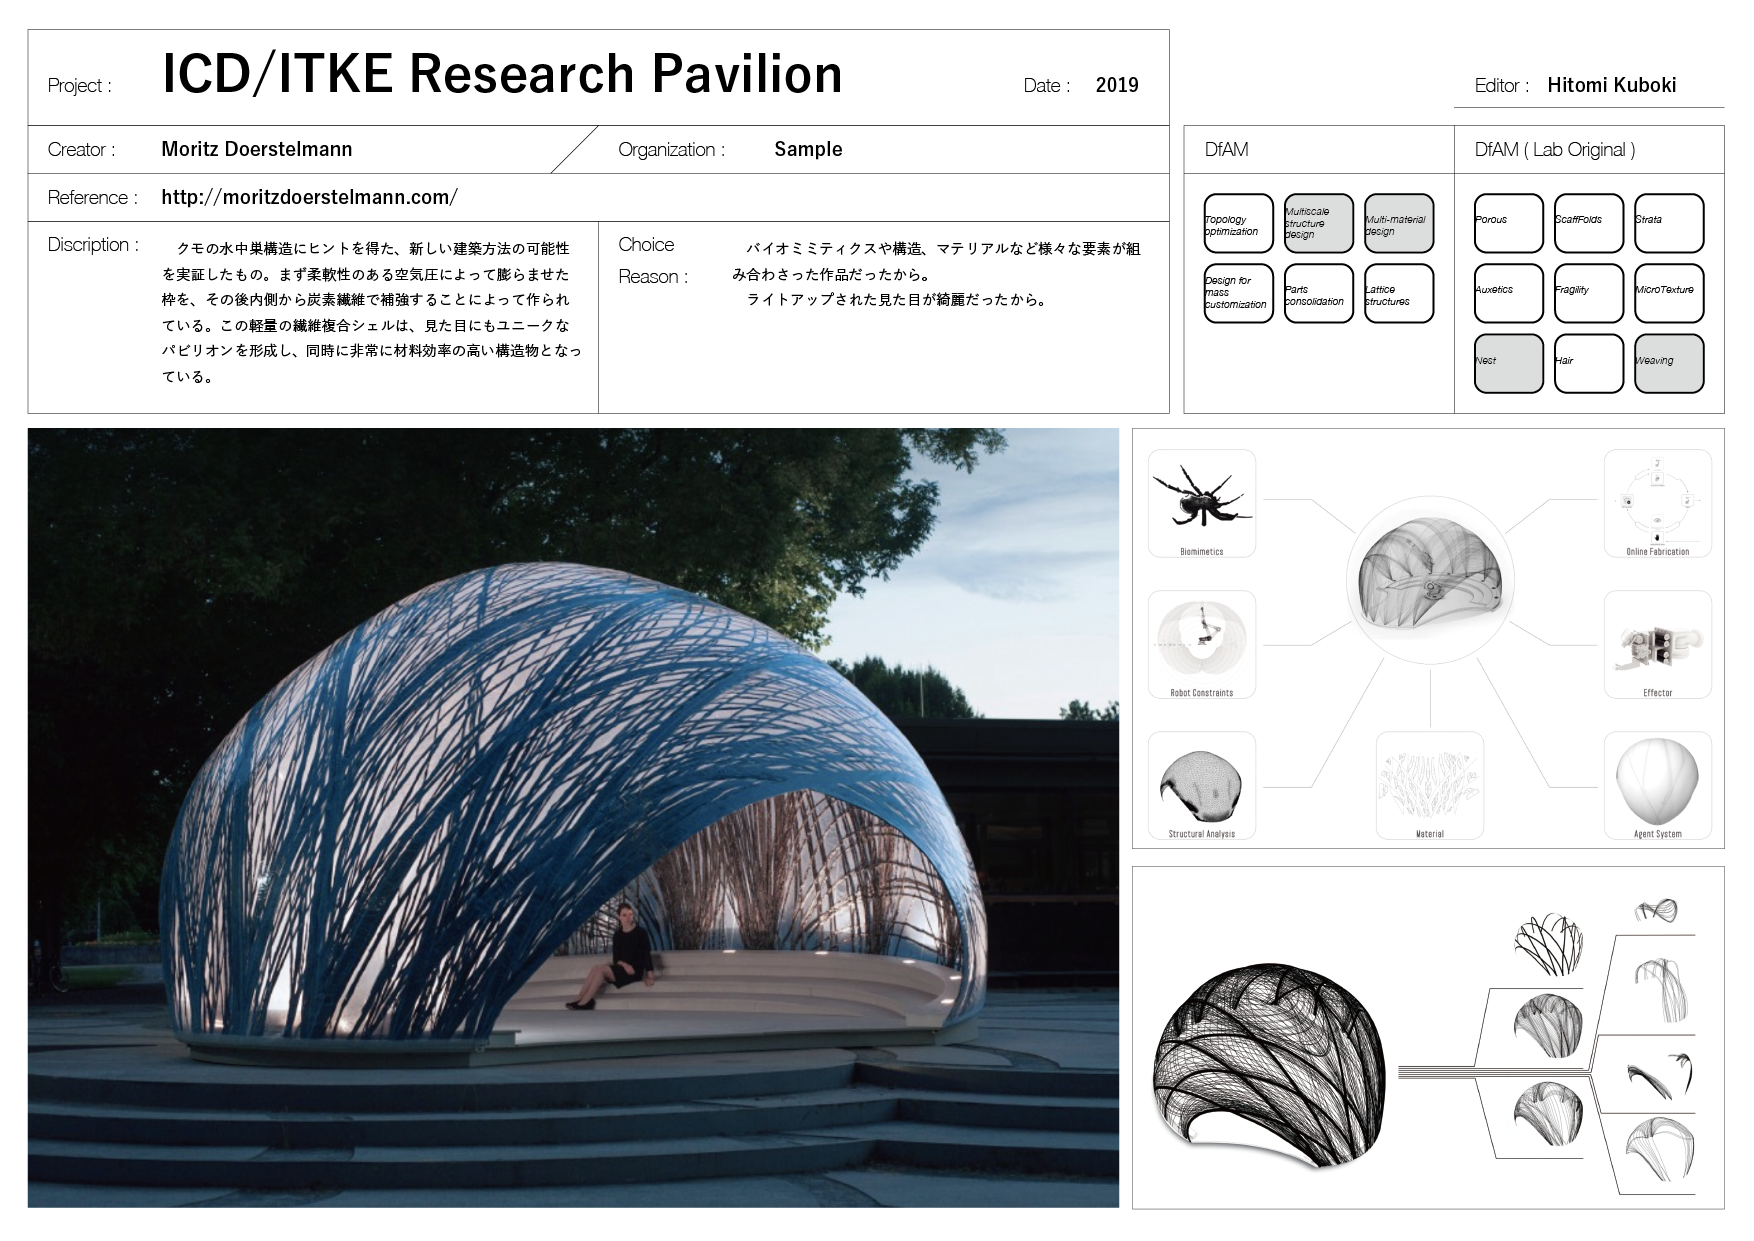 Project : ICD/ITKE Research Pavilion
Date : 2019
Editor : Hitomi Kuboki
Creator : Moritz Doerstelmann
Organization : Sample
Reference : http://moritzdoerstelmann.com/
Discription :
クモの水中巣構造にヒントを得た、新しい建築方法の可能性
を実証したもの。まず柔軟性のある空気圧によって膨らませた
枠を、その後内側から炭素繊維で補強することによって作られ
ている。この軽量の繊維複合シェルは、見た目にもユニークな
パビリオンを形成し、同時に非常に材料効率の高い構造物となっ
ている。
Choice
Reason :
バイオミミティクスや構造、マテリアルなど様々な要素が組
み合わさった作品だったから。
ライトアップされた見た目が綺麗だったから。
DfAM
Topology
optimization
Multiscale
structure
design
Multi-material
design
Design for
mass
customization
Parts
consolidation
Lattice
structures
DfAM ( Lab Original )
Porous
ScaffFolds
Strata
Auxetics
Fragility
MicroTexture
Nest
Hair
Weaving
Biomimetics
Online Fabrication
Robot Constraints
Effector
Structural Analysis
Material
Agent System